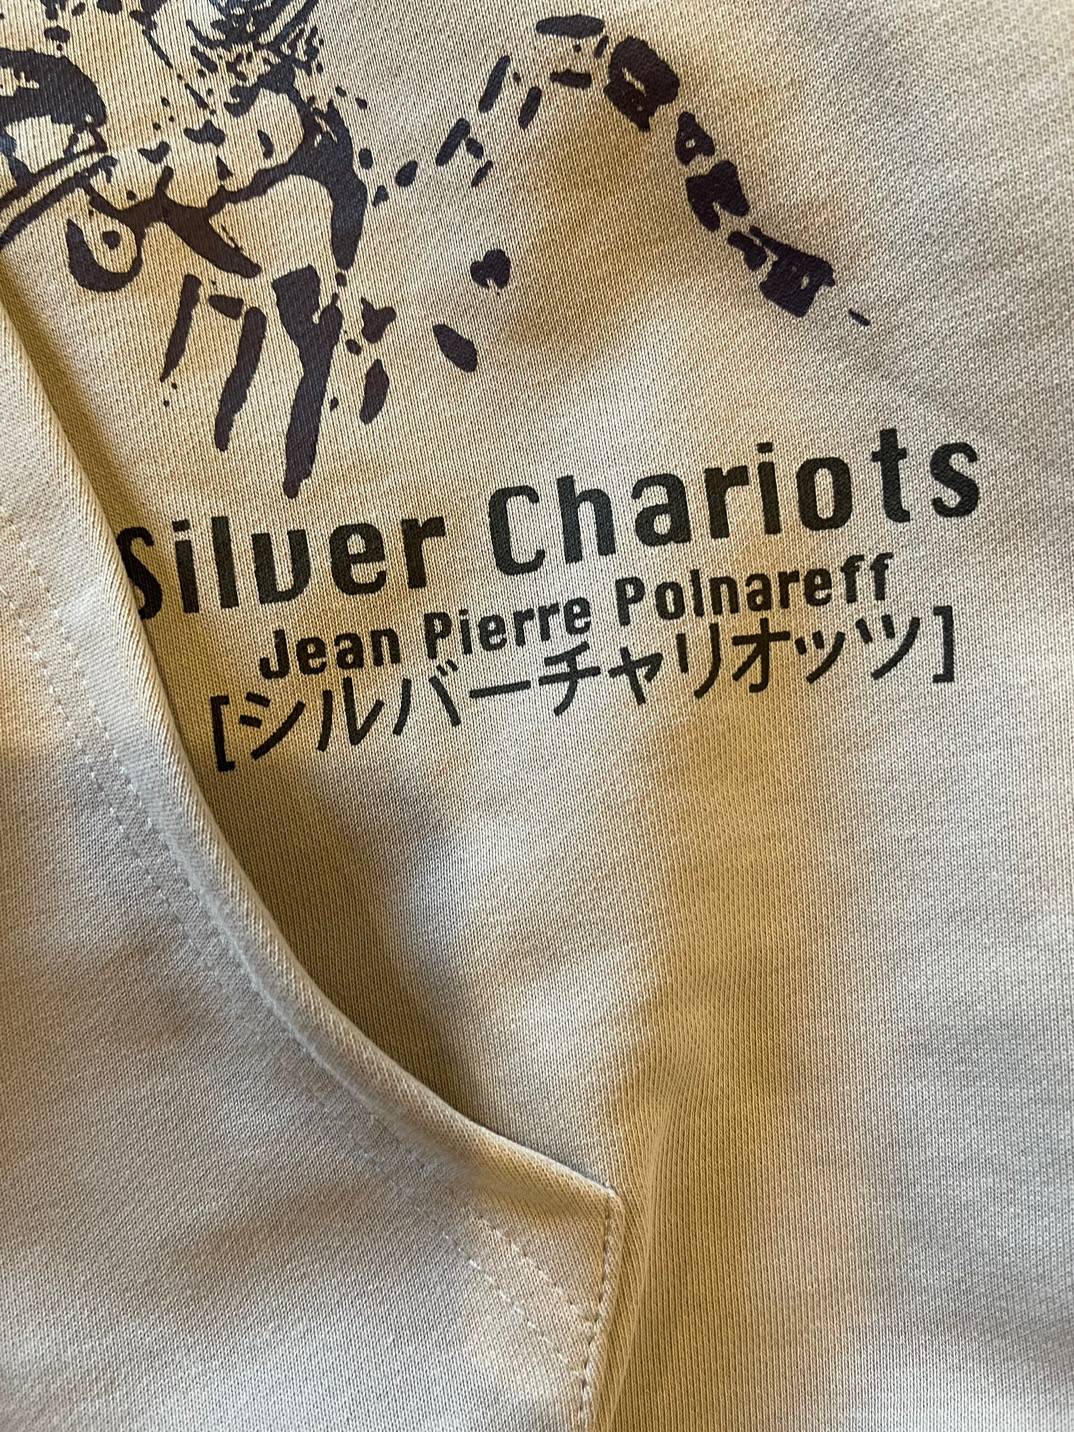 Silver Chariots
Jean Pierre Polnareff
[シルバーチャリオッツ]